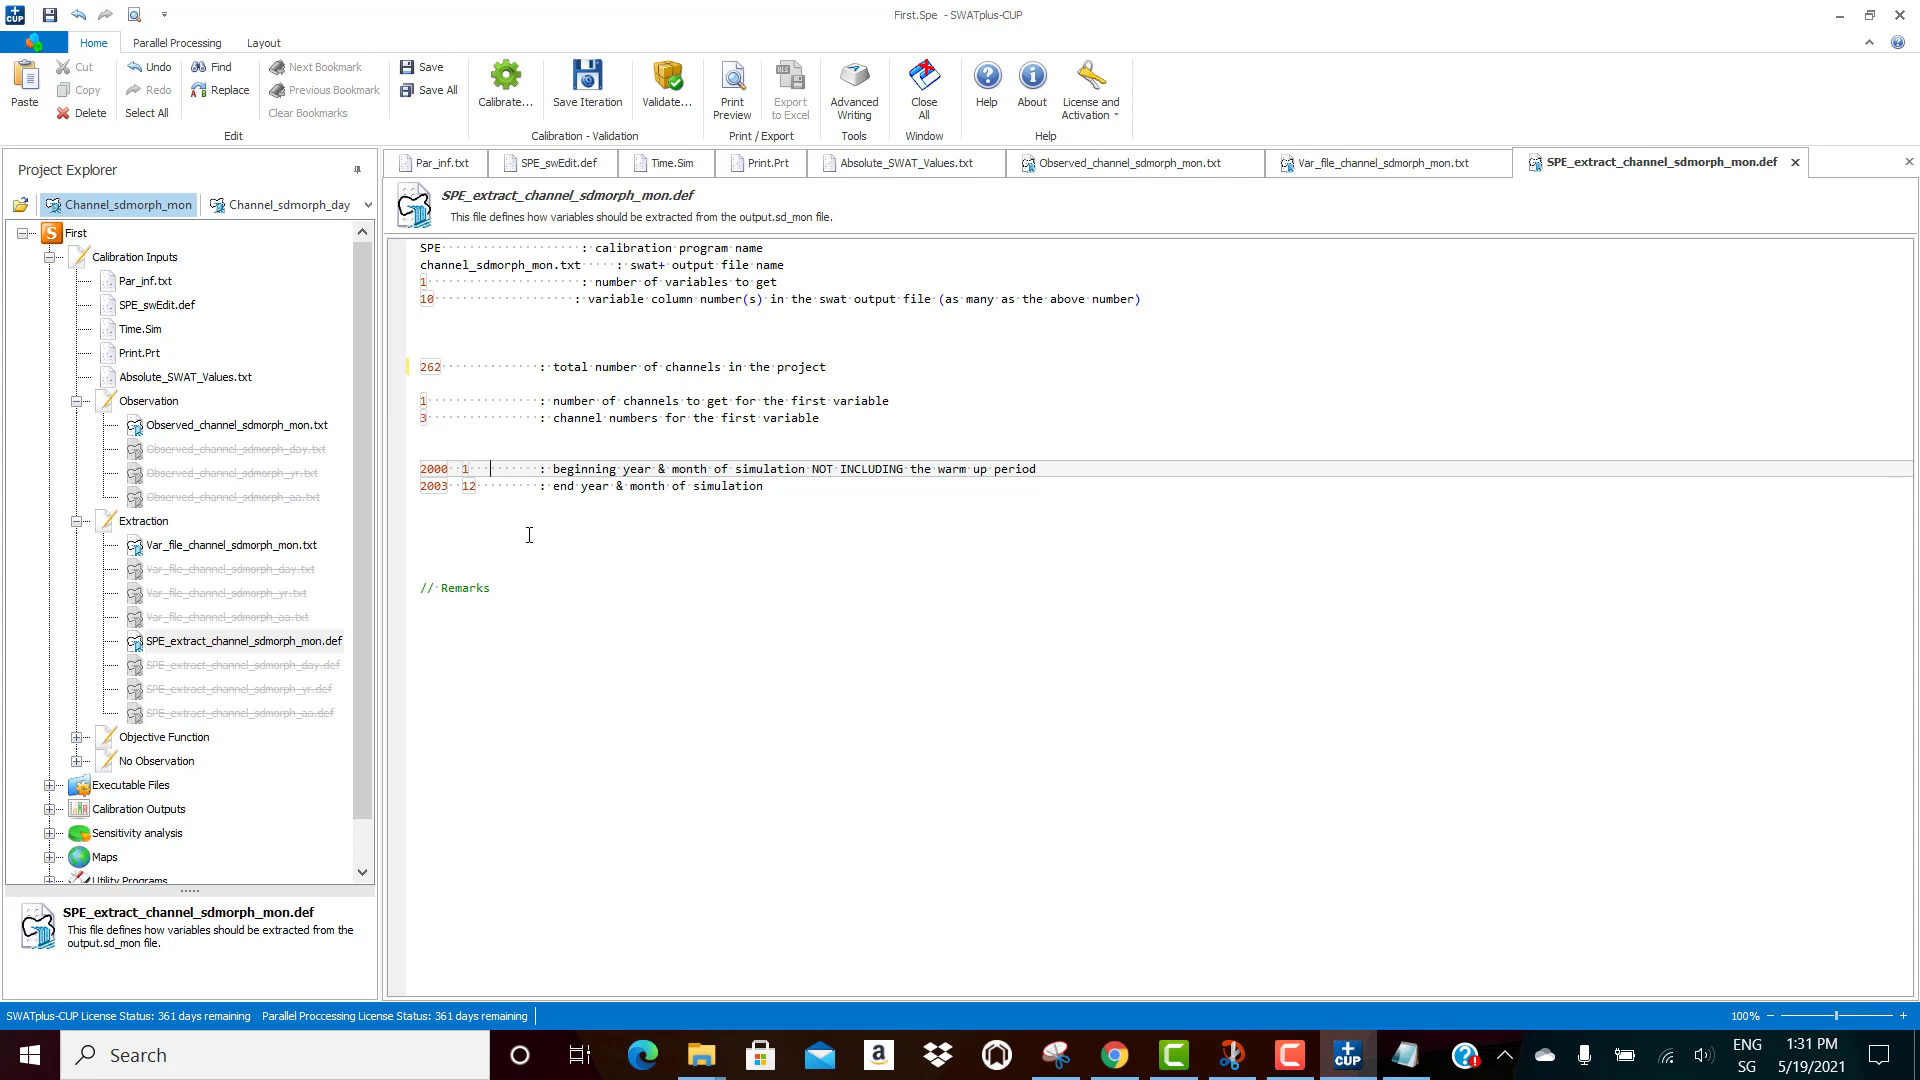 First.Spe - SWATplus-CUP
Home Parallel Processing Layout
Paste
Cut
Copy
Delete
Undo
Redo
Select All
Find
Replace
Next Bookmark
Previous Bookmark
Clear Bookmarks
Edit
Save
Save All
Calibrate...
Save Iteration
Validate...
Calibration - Validation
Print Preview
Export to Excel
Print / Export
Advanced Writing
Tools
Close All
Window
Help
About
License and Activation
Help
Project Explorer
Channel_sdmorph_mon Channel_sdmorph_day
First
Calibration Inputs
Par_inf.txt
SPE_swEdit.def
Time.Sim
Print.Prt
Absolute_SWAT_Values.txt
Observation
Observed_channel_sdmorph_mon.txt
Observed_channel_sdmorph_day.txt
Observed_channel_sdmorph_yr.txt
Observed_channel_sdmorph_aa.txt
Extraction
Var_file_channel_sdmorph_mon.txt
Var_file_channel_sdmorph_day.txt
Var_file_channel_sdmorph_yr.txt
Var_file_channel_sdmorph_aa.txt
SPE_extract_channel_sdmorph_mon.def
SPE_extract_channel_sdmorph_day.def
SPE_extract_channel_sdmorph_yr.def
SPE_extract_channel_sdmorph_aa.def
Objective Function
No Observation
Executable Files
Calibration Outputs
Sensitivity analysis
Maps
Utility Programs
SPE_extract_channel_sdmorph_mon.def
This file defines how variables should be extracted from the
output.sd_mon file.
Par_inf.txt SPE_swEdit.def Time.Sim Print.Prt Absolute_SWAT_Values.txt Observed_channel_sdmorph_mon.txt Var_file_channel_sdmorph_mon.txt SPE_extract_channel_sdmorph_mon.def
SPE_extract_channel_sdmorph_mon.def
This file defines how variables should be extracted from the output.sd_mon file.
SPE : calibration program name
channel_sdmorph_mon.txt : swat+ output file name
1 : number of variables to get
10 : variable column number(s) in the swat output file (as many as the above number)
262 : total number of channels in the project
1 : number of channels to get for the first variable
3 : channel numbers for the first variable
2000 1 : beginning year & month of simulation NOT INCLUDING the warm up period
2003 12 : end year & month of simulation
// Remarks
SWATplus-CUP License Status: 361 days remaining Parallel Proccessing License Status: 361 days remaining
100%
Search
ENG
SG
1:31 PM
5/19/2021